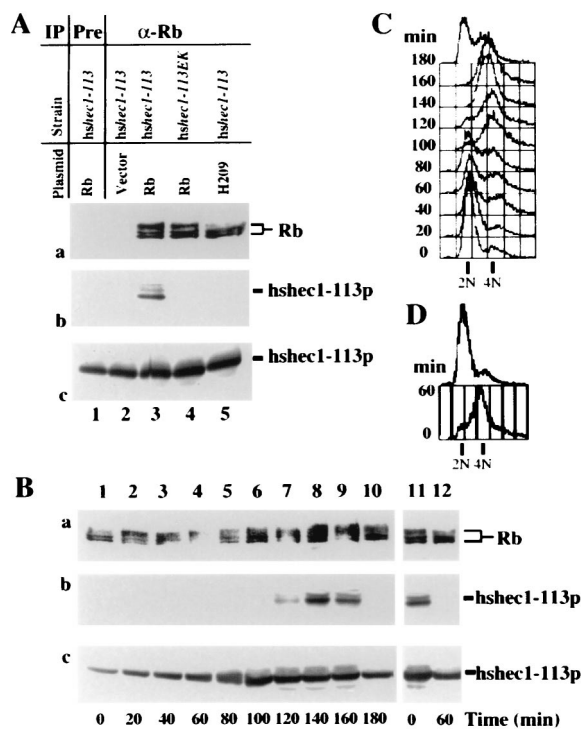 A
IP Pre α-Rb
Strain hshec1-113 hshec1-113 hshec1-113 hshec1-113EK hshec1-113
Plasmid Rb Vector Rb Rb H209
a Rb
b hshec1-113p
c hshec1-113p
1 2 3 4 5
C
min
180
160
140
120
100
80
60
40
20
0
2N 4N
D
min
60
0
2N 4N
B
1 2 3 4 5 6 7 8 9 10 11 12
a Rb
b hshec1-113p
c hshec1-113p
0 20 40 60 80 100 120 140 160 180 0 60 Time (min)